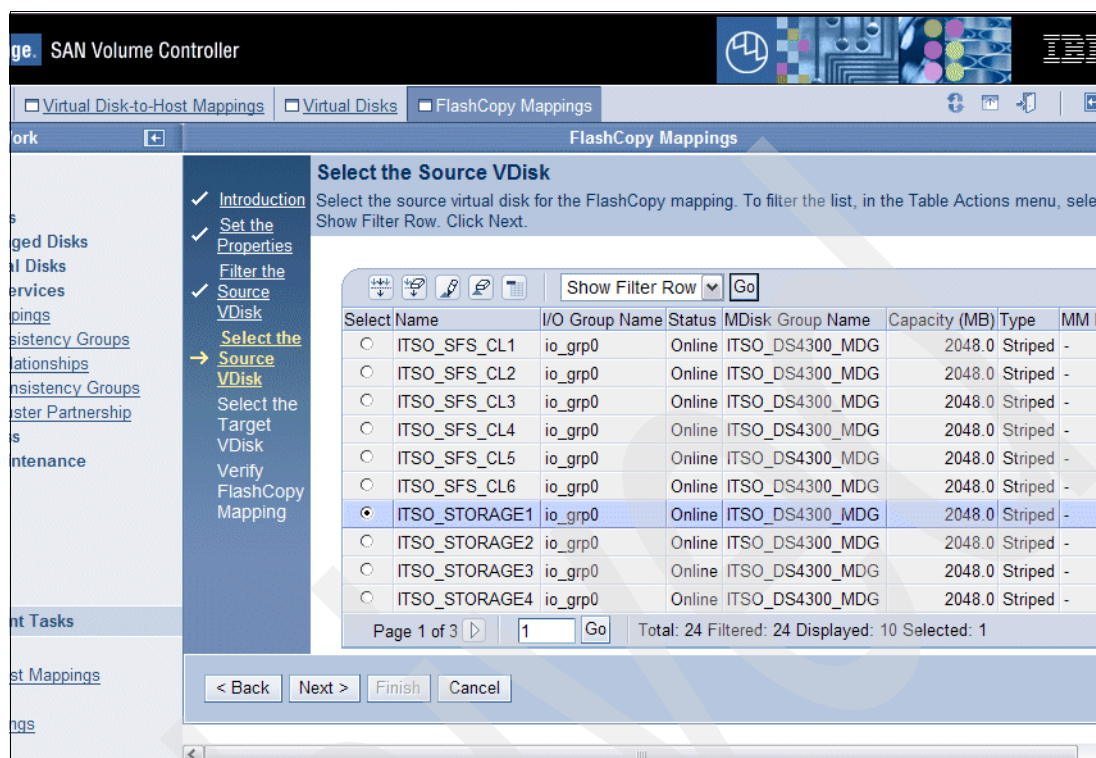 ge. SAN Volume Controller
IBM
Virtual Disk-to-Host Mappings Virtual Disks FlashCopy Mappings
ork FlashCopy Mappings
s
ged Disks
al Disks
ervices
pings
sistency Groups
lationships
nsistency Groups
uster Partnership
ss
intenance
nt Tasks
st Mappings
ngs
Introduction
Set the
Properties
Filter the
Source
VDisk
Select the
Source
VDisk
Select the
Target
VDisk
Verify
FlashCopy
Mapping
Select the Source VDisk
Select the source virtual disk for the FlashCopy mapping. To filter the list, in the Table Actions menu, sele
Show Filter Row. Click Next.
Show Filter Row Go
Select Name I/O Group Name Status MDisk Group Name Capacity (MB) Type MM
ITSO_SFS_CL1 io_grp0 Online ITSO_DS4300_MDG 2048.0 Striped -
ITSO_SFS_CL2 io_grp0 Online ITSO_DS4300_MDG 2048.0 Striped -
ITSO_SFS_CL3 io_grp0 Online ITSO_DS4300_MDG 2048.0 Striped -
ITSO_SFS_CL4 io_grp0 Online ITSO_DS4300_MDG 2048.0 Striped -
ITSO_SFS_CL5 io_grp0 Online ITSO_DS4300_MDG 2048.0 Striped -
ITSO_SFS_CL6 io_grp0 Online ITSO_DS4300_MDG 2048.0 Striped -
ITSO_STORAGE1 io_grp0 Online ITSO_DS4300_MDG 2048.0 Striped -
ITSO_STORAGE2 io_grp0 Online ITSO_DS4300_MDG 2048.0 Striped -
ITSO_STORAGE3 io_grp0 Online ITSO_DS4300_MDG 2048.0 Striped -
ITSO_STORAGE4 io_grp0 Online ITSO_DS4300_MDG 2048.0 Striped -
Page 1 of 3 1 Go Total: 24 Filtered: 24 Displayed: 10 Selected: 1
< Back Next > Finish Cancel